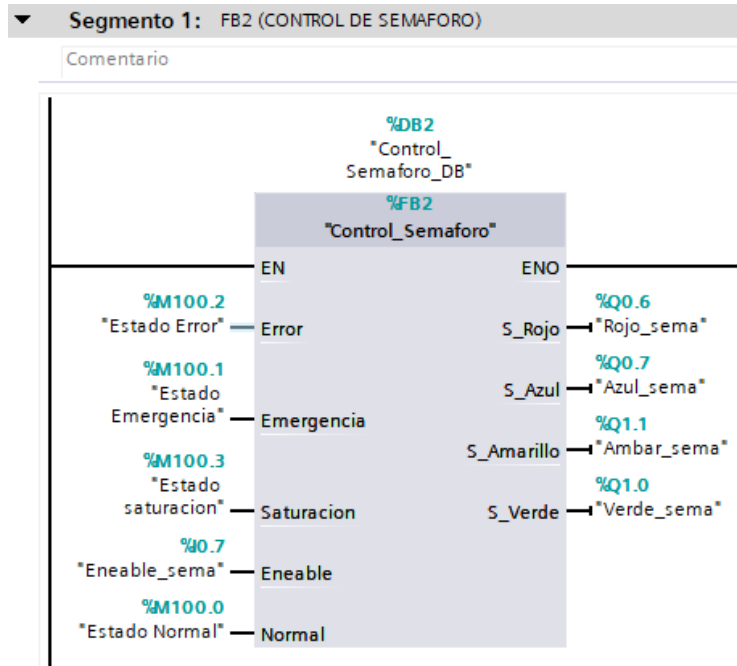 Segmento 1: FB2 (CONTROL DE SEMAFORO)
Comentario
%DB2
"Control_
Semaforo_DB"
%FB2
"Control_Semaforo"
EN
ENO
%M100.2
"Estado Error"
Error
%M100.1
"Estado
Emergencia"
Emergencia
%M100.3
"Estado
saturacion"
Saturacion
%I0.7
"Eneable_sema"
Eneable
%M100.0
"Estado Normal"
Normal
%Q0.6
S_Rojo
"Rojo_sema"
%Q0.7
S_Azul
"Azul_sema"
%Q1.1
S_Amarillo
"Ambar_sema"
%Q1.0
S_Verde
"Verde_sema"